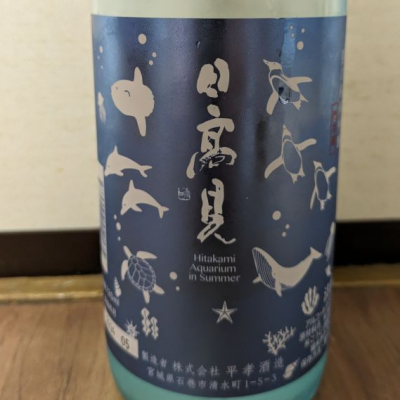 日高見
Hitakami
Aquarium
in Summer
製造者 株式会社 平孝酒造
宮城県石巻市清水町1-5-3
05